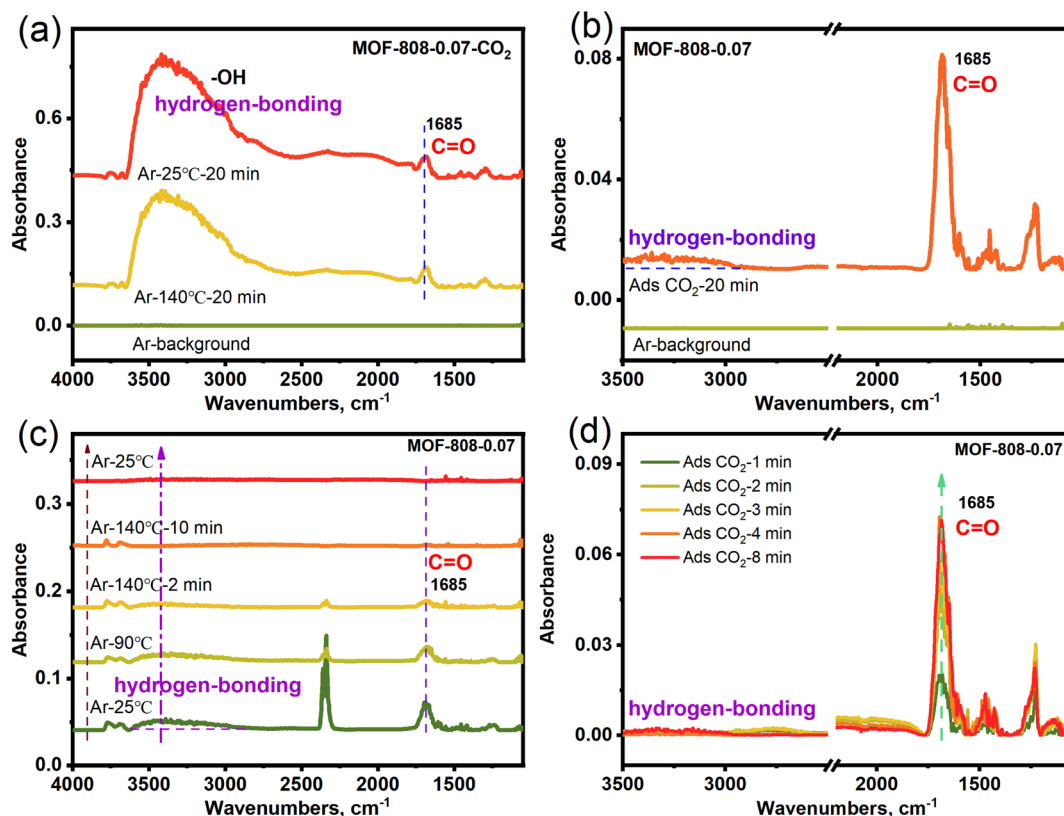 (a)
MOF-808-0.07-CO₂
-OH
hydrogen-bonding
1685
C=O
Ar-25℃-20 min
Ar-140℃-20 min
Ar-background
Absorbance
0.6
0.3
0.0
4000 3500 3000 2500 2000 1500
Wavenumbers, cm⁻¹
(b)
MOF-808-0.07
1685
C=O
hydrogen-bonding
Ads CO₂-20 min
Ar-background
Absorbance
0.08
0.04
0.00
3500 3000 2000 1500
Wavenumbers, cm⁻¹
(c)
MOF-808-0.07
Ar-25℃
Ar-140℃-10 min
C=O
Ar-140℃-2 min
1685
Ar-90℃
hydrogen-bonding
Ar-25℃
Absorbance
0.3
0.2
0.1
0.0
4000 3500 3000 2500 2000 1500
Wavenumbers, cm⁻¹
(d)
MOF-808-0.07
Ads CO₂-1 min
Ads CO₂-2 min
Ads CO₂-3 min
Ads CO₂-4 min
Ads CO₂-8 min
1685
C=O
hydrogen-bonding
Absorbance
0.09
0.06
0.03
0.00
3500 3000 2000 1500
Wavenumbers, cm⁻¹